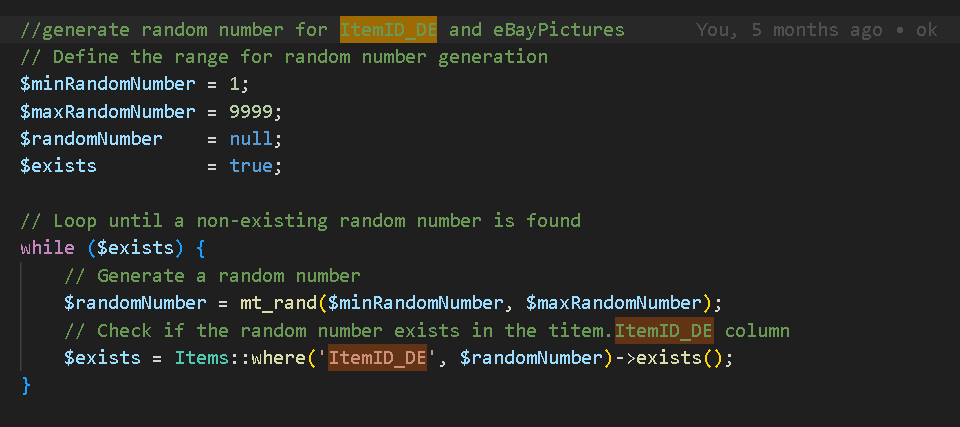 //generate random number for ItemID_DE and eBayPictures You, 5 months ago • ok
// Define the range for random number generation
$minRandomNumber = 1;
$maxRandomNumber = 9999;
$randomNumber    = null;
$exists          = true;
// Loop until a non-existing random number is found
while ($exists) {
    // Generate a random number
    $randomNumber = mt_rand($minRandomNumber, $maxRandomNumber);
    // Check if the random number exists in the titem.ItemID_DE column
    $exists = Items::where('ItemID_DE', $randomNumber)->exists();
}